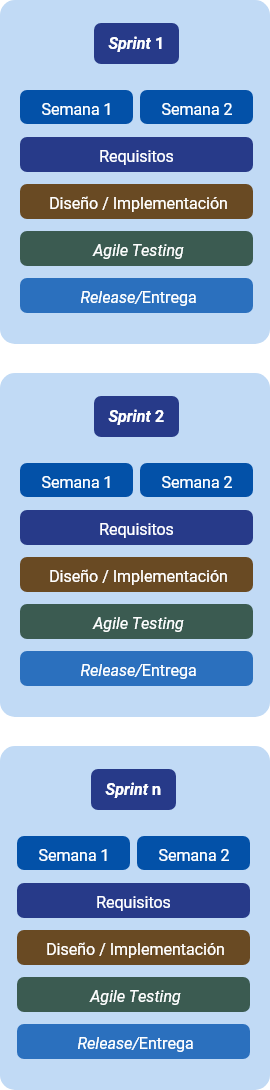 Sprint 1
Semana 1 Semana 2
Requisitos
Diseño / Implementación
Agile Testing
Release/Entrega
Sprint 2
Semana 1 Semana 2
Requisitos
Diseño / Implementación
Agile Testing
Release/Entrega
Sprint n
Semana 1 Semana 2
Requisitos
Diseño / Implementación
Agile Testing
Release/Entrega